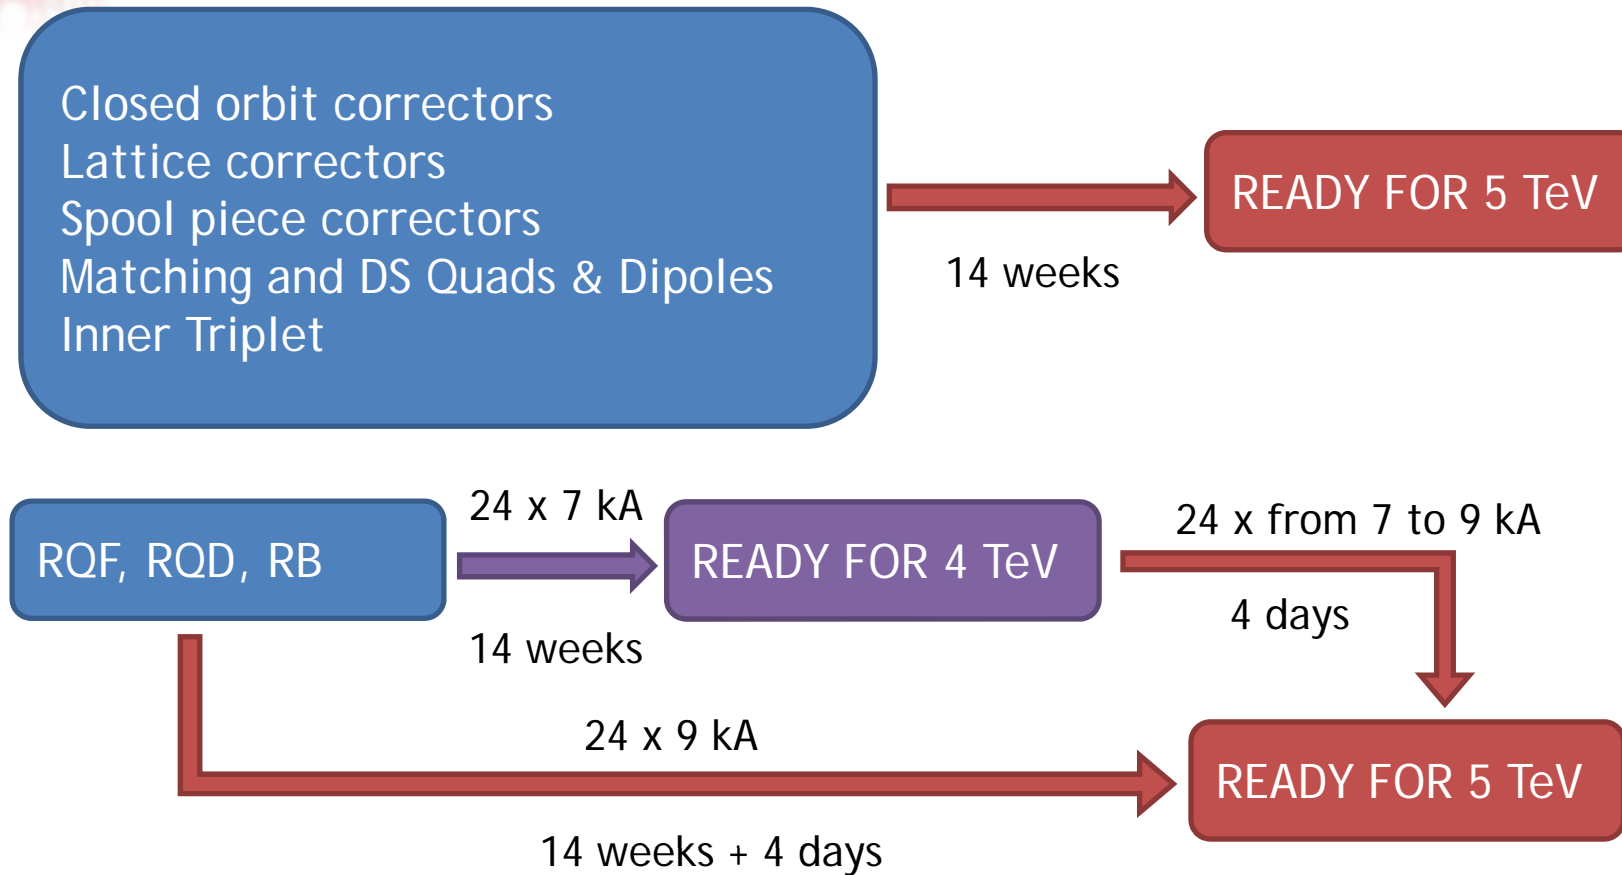 Closed orbit correctors
Lattice correctors
Spool piece correctors
Matching and DS Quads & Dipoles
Inner Triplet
14 weeks
READY FOR 5 TeV
RQF, RQD, RB
24 x 7 kA
14 weeks
READY FOR 4 TeV
24 x from 7 to 9 kA
4 days
24 x 9 kA
14 weeks + 4 days
READY FOR 5 TeV